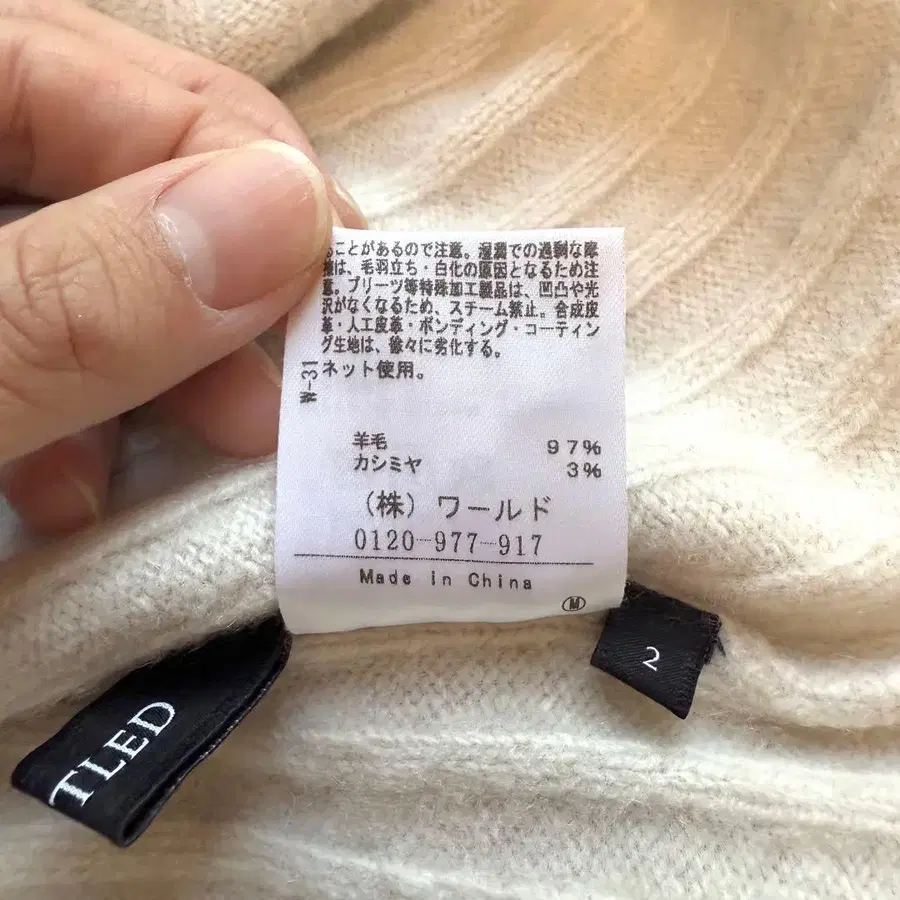 ることがあるので注意。湿潤での過剰な摩
擦は、毛羽立ち・白化の原因となるため注
意。プリーツ等特殊加工製品は、凹凸や光
沢がなくなるため、スチーム禁止。合成皮
革・人工皮革・ボンディング・コーティン
グ生地は、徐々に劣化する。
ネット使用。
W-31
羊毛 97%
カシミヤ 3%
(株) ワールド
0120-977-917
Made in China
M
2
TLED